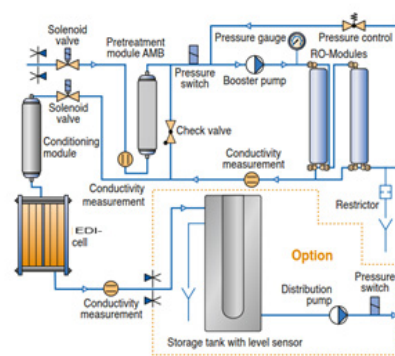 Solenoid
valve
Pretreatment
module AMB
Pressure gauge
Pressure control
RO-Modules
Pressure
switch
Booster pump
Solenoid
valve
Conditioning
module
Check valve
Conductivity
measurement
Conductivity
measurement
Restrictor
EDI-
cell
Option
Conductivity
measurement
Distribution
pump
Pressure
switch
Storage tank with level sensor